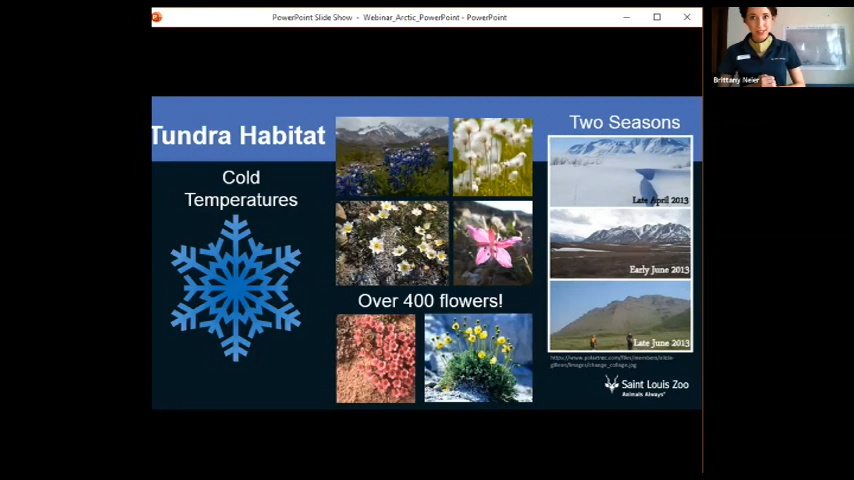 PowerPoint Slide Show - Webinar_Arctic_PowerPoint - PowerPoint
Brittany Neier
Tundra Habitat
Cold
Temperatures
Over 400 flowers!
Two Seasons
Late April 2013
Early June 2013
Late June 2013
Saint Louis Zoo
Animals Always®